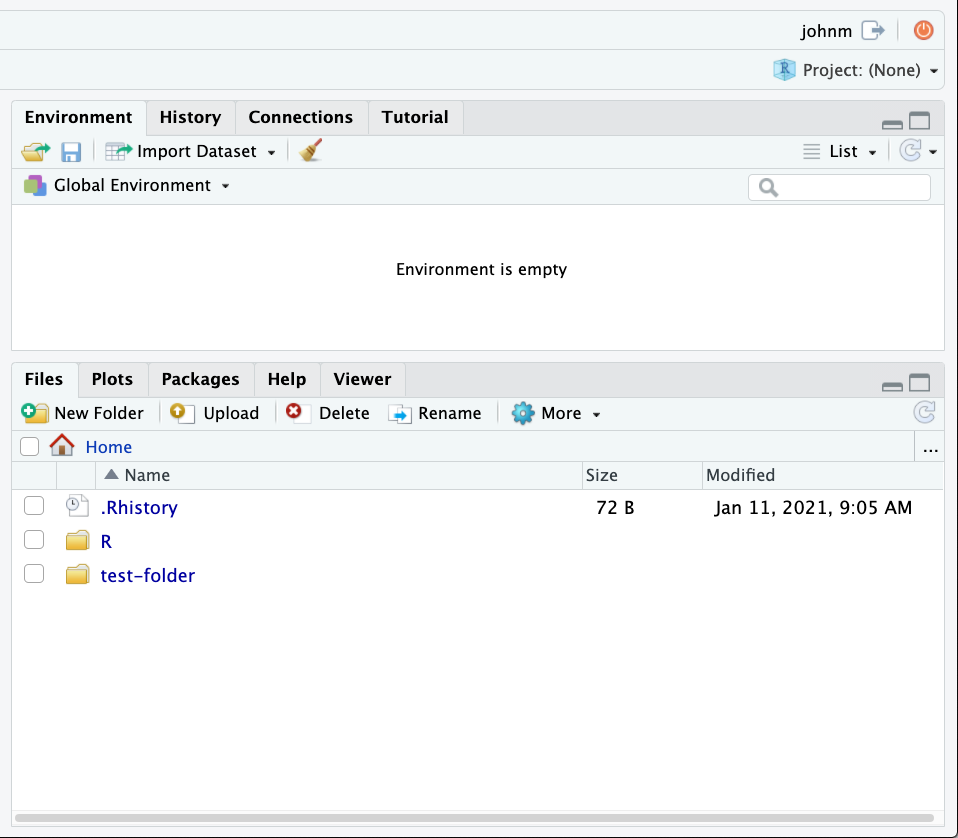 johnm
Project: (None)
Environment History Connections Tutorial
Import Dataset List
Global Environment
Environment is empty
Files Plots Packages Help Viewer
New Folder Upload Delete Rename More
Home ...
Name Size Modified
.Rhistory 72 B Jan 11, 2021, 9:05 AM
R
test-folder